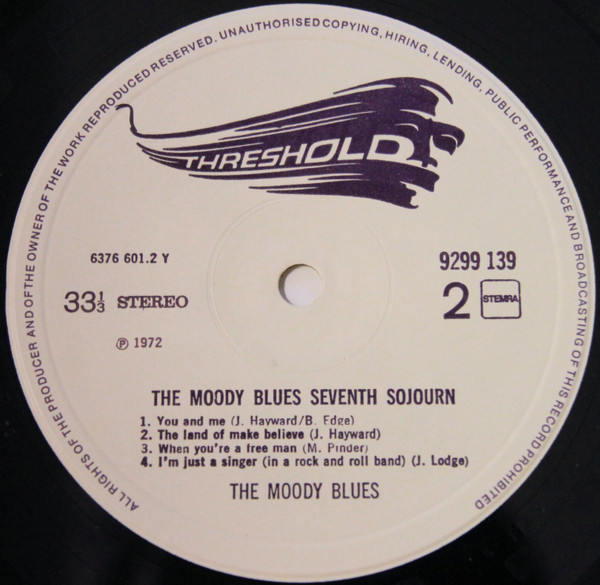 ALL RIGHTS OF THE PRODUCER AND OF THE OWNER OF THE WORK REPRODUCED RESERVED. UNAUTHORISED COPYING, HIRING, LENDING, PUBLIC PERFORMANCE AND BROADCASTING OF THIS RECORD PROHIBITED
THRESHOLD
6376 601.2 Y
9299 139
33⅓ STEREO
2 STEMRA
℗ 1972
THE MOODY BLUES SEVENTH SOJOURN
1. You and me (J. Hayward/B. Edge)
2. The land of make believe (J. Hayward)
3. When you're a free man (M. Pinder)
4. I'm just a singer (in a rock and roll band) (J. Lodge)
THE MOODY BLUES